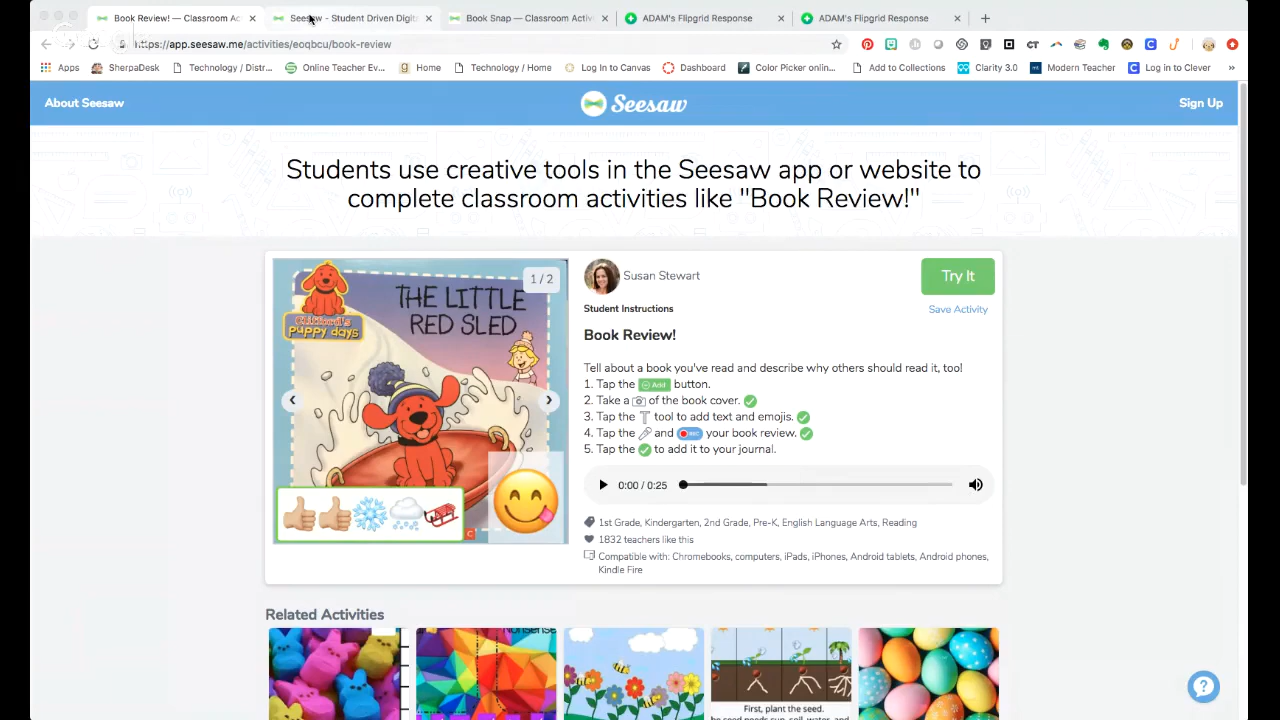 Book Review! — Classroom Ac
Seesaw - Student Driven Digit
Book Snap — Classroom Activi
ADAM's Flipgrid Response
ADAM's Flipgrid Response
https://app.seesaw.me/activities/eoqbcu/book-review
Apps
SherpaDesk
Technology / Distr...
Online Teacher Ev...
Home
Technology / Home
Log In to Canvas
Dashboard
Color Picker onlin...
Add to Collections
Clarity 3.0
Modern Teacher
Log in to Clever
About Seesaw
Seesaw
Sign Up
Students use creative tools in the Seesaw app or website to
complete classroom activities like "Book Review!"
1 / 2
THE LITTLE
RED SLED
Clifford's
puppy days
Susan Stewart
Try It
Student Instructions
Save Activity
Book Review!
Tell about a book you've read and describe why others should read it, too!
1. Tap the Add button.
2. Take a of the book cover.
3. Tap the T tool to add text and emojis.
4. Tap the and REC your book review.
5. Tap the to add it to your journal.
0:00 / 0:25
1st Grade, Kindergarten, 2nd Grade, Pre-K, English Language Arts, Reading
1832 teachers like this
Compatible with: Chromebooks, computers, iPads, iPhones, Android tablets, Android phones,
Kindle Fire
Related Activities
Nonsense
First, plant the seed.